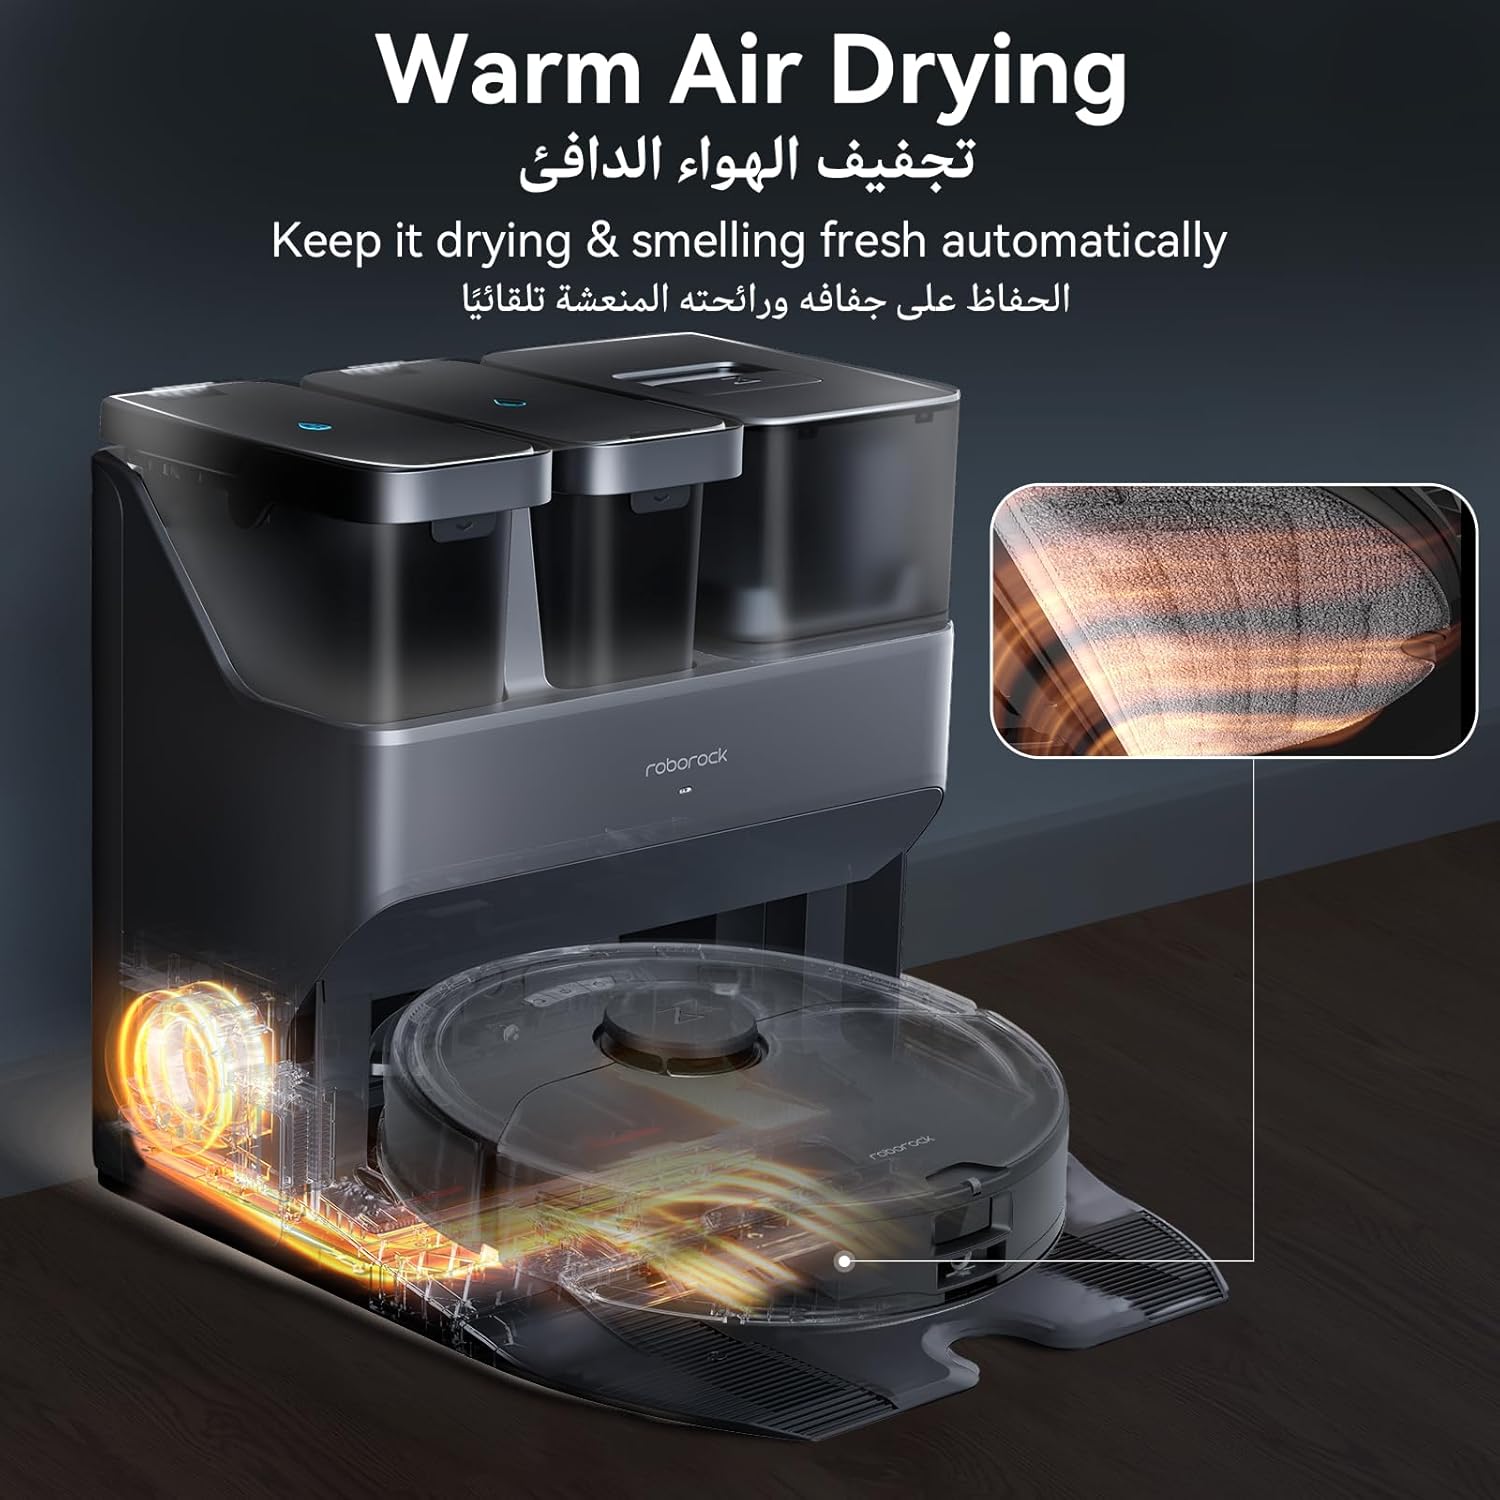 Warm Air Drying
تجفيف الهواء الدافئ
Keep it drying & smelling fresh automatically
الحفاظ على جفافه ورائحته المنعشة تلقائيًا
roborock
roborock